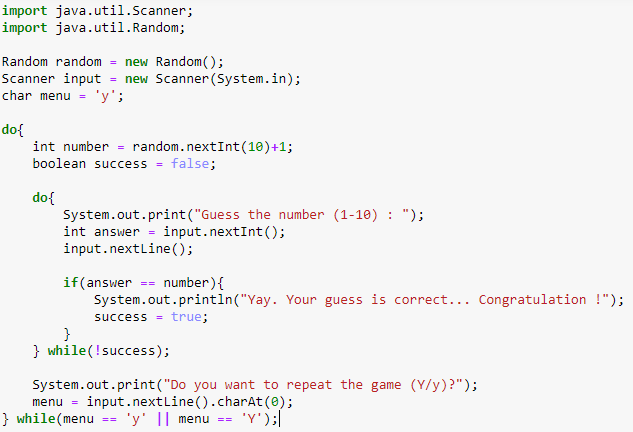 import java.util.Scanner;
import java.util.Random;

Random random = new Random();
Scanner input = new Scanner(System.in);
char menu = 'y';

do{
    int number = random.nextInt(10)+1;
    boolean success = false;

    do{
        System.out.print("Guess the number (1-10) : ");
        int answer = input.nextInt();
        input.nextLine();

        if(answer == number){
            System.out.println("Yay. Your guess is correct... Congratulation !");
            success = true;
        }
    } while(!success);

    System.out.print("Do you want to repeat the game (Y/y)?");
    menu = input.nextLine().charAt(0);
} while(menu == 'y' || menu == 'Y');